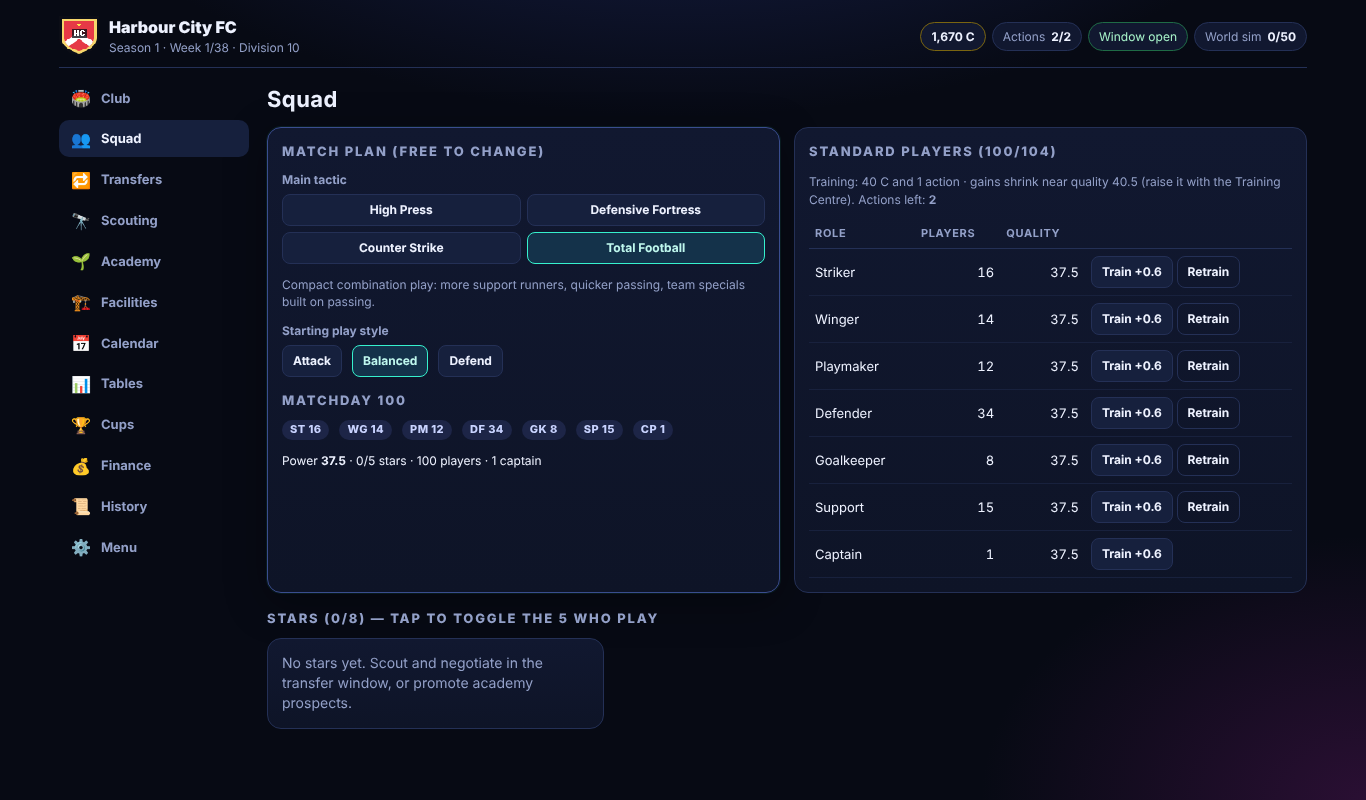 HC
Harbour City FC
Season 1 · Week 1/38 · Division 10
1,670 C
Actions 2/2
Window open
World sim 0/50
Club
Squad
Transfers
Scouting
Academy
Facilities
Calendar
Tables
Cups
Finance
History
Menu
Squad
MATCH PLAN (FREE TO CHANGE)
Main tactic
High Press
Defensive Fortress
Counter Strike
Total Football
Compact combination play: more support runners, quicker passing, team specials
built on passing.
Starting play style
Attack
Balanced
Defend
MATCHDAY 100
ST 16 WG 14 PM 12 DF 34 GK 8 SP 15 CP 1
Power 37.5 · 0/5 stars · 100 players · 1 captain
STANDARD PLAYERS (100/104)
Training: 40 C and 1 action · gains shrink near quality 40.5 (raise it with the Training
Centre). Actions left: 2
ROLE PLAYERS QUALITY
Striker 16 37.5 Train +0.6 Retrain
Winger 14 37.5 Train +0.6 Retrain
Playmaker 12 37.5 Train +0.6 Retrain
Defender 34 37.5 Train +0.6 Retrain
Goalkeeper 8 37.5 Train +0.6 Retrain
Support 15 37.5 Train +0.6 Retrain
Captain 1 37.5 Train +0.6
STARS (0/8) — TAP TO TOGGLE THE 5 WHO PLAY
No stars yet. Scout and negotiate in the
transfer window, or promote academy
prospects.